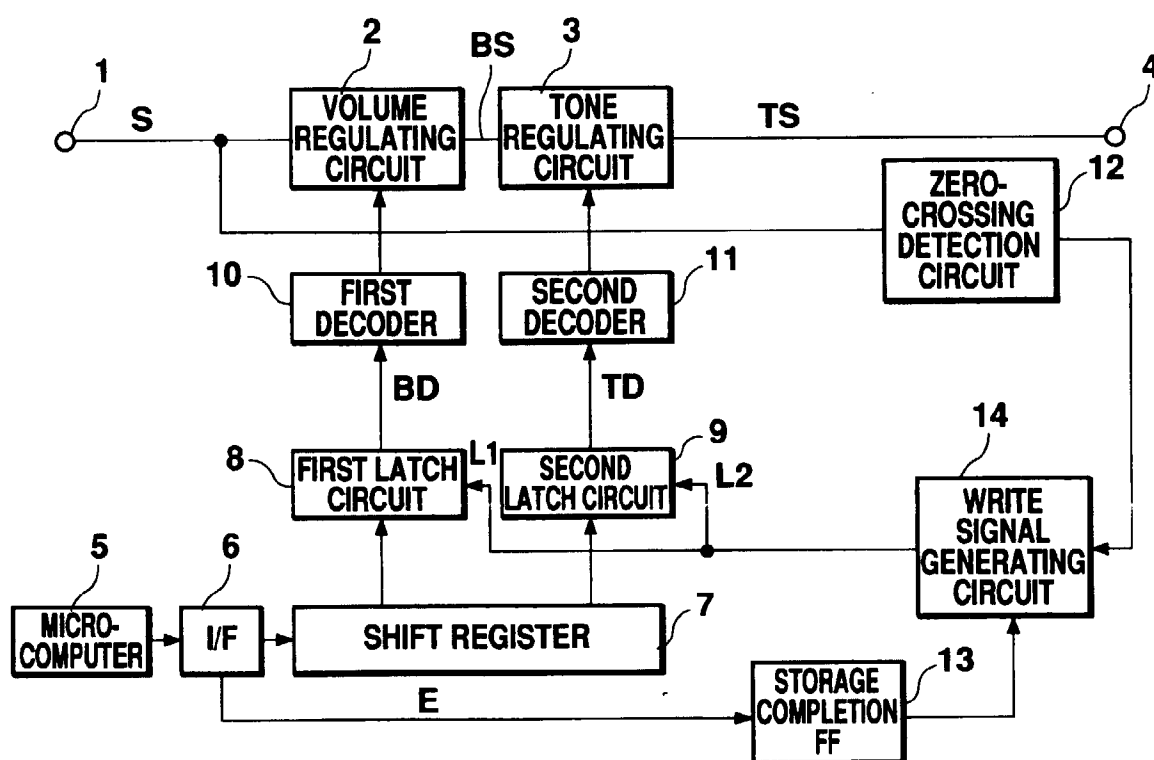 1
S
2
VOLUME
REGULATING
CIRCUIT
BS
3
TONE
REGULATING
CIRCUIT
TS
4
ZERO-
CROSSING
DETECTION
CIRCUIT
12
10
FIRST
DECODER
11
SECOND
DECODER
BD
TD
8
FIRST LATCH
CIRCUIT
L1
9
SECOND
LATCH CIRCUIT
L2
14
WRITE
SIGNAL
GENERATING
CIRCUIT
5
MICRO-
COMPUTER
6
I/F
7
SHIFT REGISTER
E
13
STORAGE
COMPLETION
FF